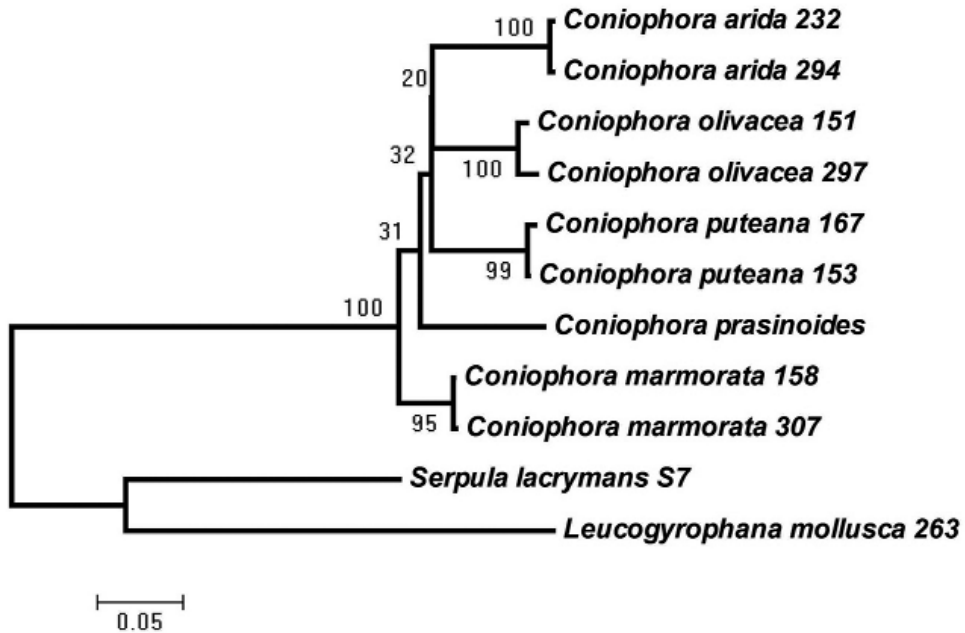 100
Coniophora arida 232
Coniophora arida 294
20
Coniophora olivacea 151
32
100
Coniophora olivacea 297
31
Coniophora puteana 167
99
Coniophora puteana 153
100
Coniophora prasinoides
Coniophora marmorata 158
95
Coniophora marmorata 307
Serpula lacrymans S7
Leucogyrophana mollusca 263
0.05